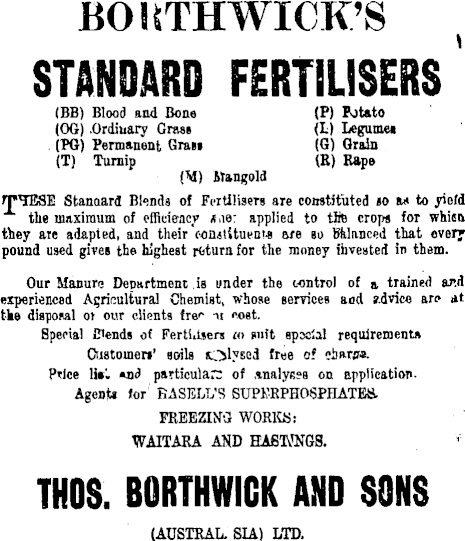 BORTHWICK'S
STANDARD FERTILISERS
(BB) Blood and Bone (P) Potato
(OG) Ordinary Grass (L) Legumes
(PG) Permanent Grass (G) Grain
(T) Turnip (R) Rape
(M) Mangold
THESE Standard Blends of Fertilisers are constituted so as to yield
the maximum of efficiency when applied to the crops for which
they are adapted, and their constituents are so balanced that every
pound used gives the highest return for the money invested in them.
Our Manure Department is under the control of a trained and
experienced Agricultural Chemist, whose services and advice are at
the disposal of our clients free of cost.
Special Blends of Fertilisers to suit special requirements
Customers' soils analysed free of charge.
Price list and particulars of analyses on application.
Agents for BASELL'S SUPERPHOSPHATES.
FREEZING WORKS:
WAITARA AND HASTINGS.
THOS. BORTHWICK AND SONS
(AUSTRALASIA) LTD.